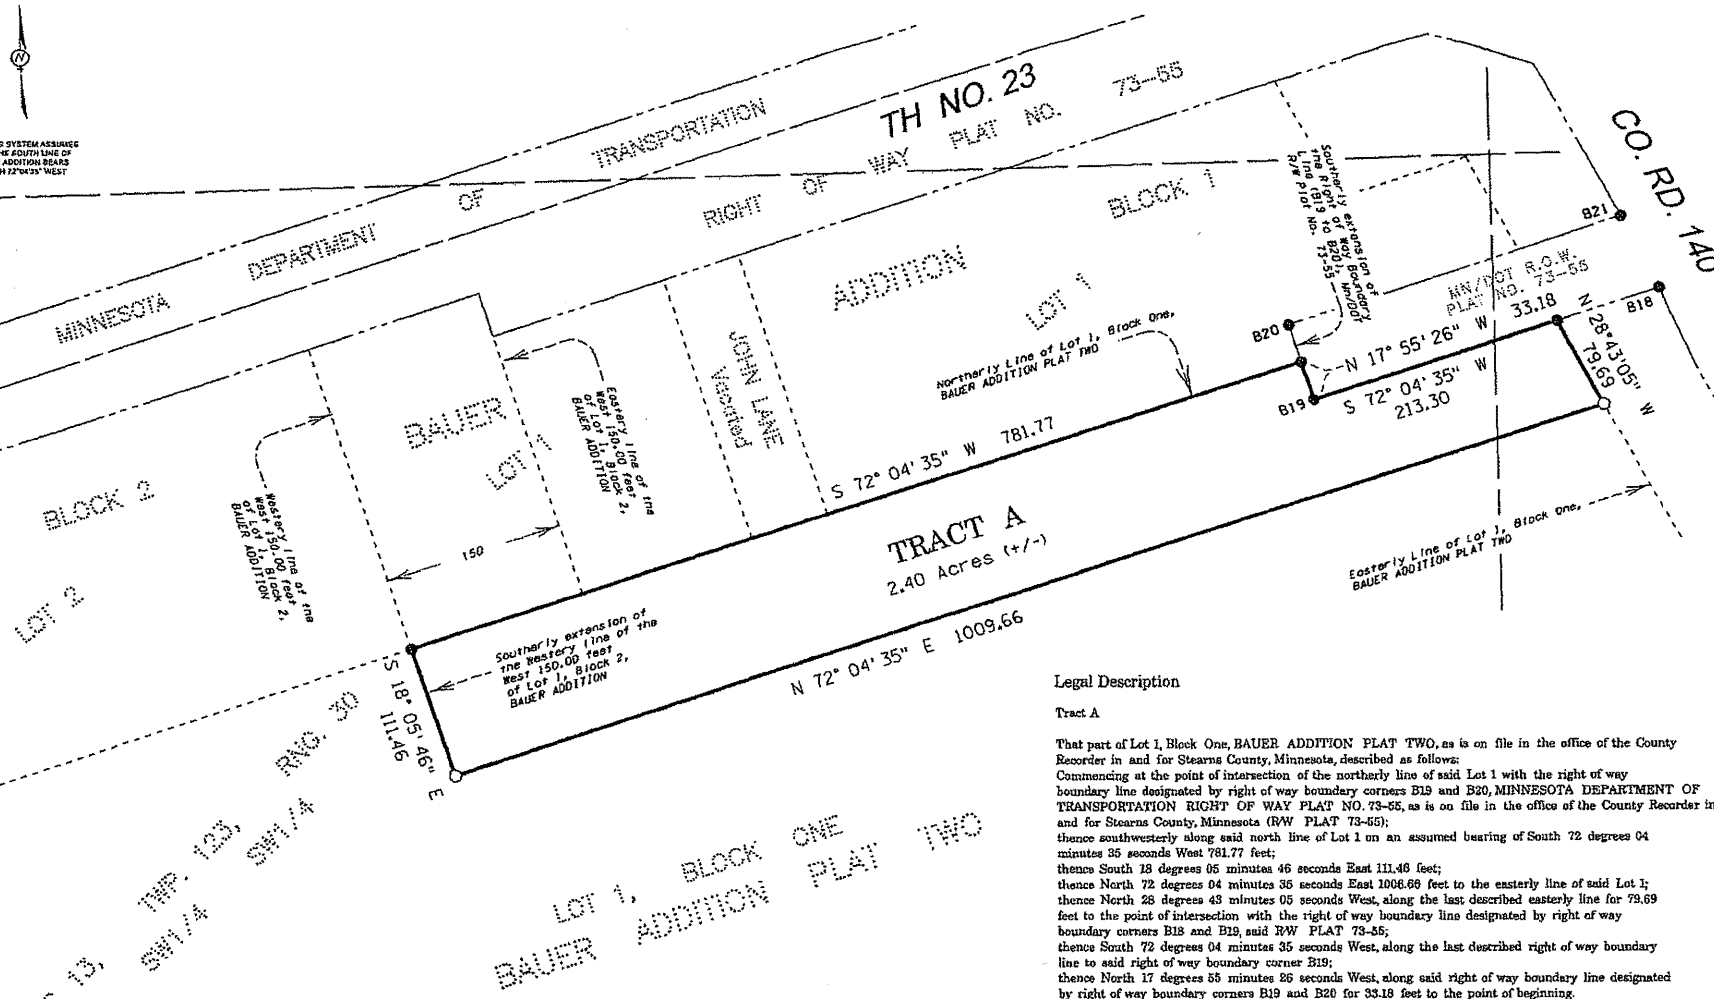 N
G SYSTEM ASSUMES
HE SOUTH LINE OF
ADDITION BEARS
H 72°04'35" WEST
MINNESOTA DEPARTMENT OF TRANSPORTATION
RIGHT OF WAY PLAT NO. 73-55
TH NO. 23
CO. RD. 140
BAUER ADDITION BLOCK 1
LOT 1
LOT 1
BLOCK 2
LOT 2
JOHN LANE
Vacated
150
Westery line of the
West 150.00 feet
of Lot 1, Block 2,
BAUER ADDITION
Eastery line of the
West 150.00 feet
of Lot 1, Block 2,
BAUER ADDITION
Northerly Line of Lot 1, Block One,
BAUER ADDITION PLAT TWO
Southerly extension of
the Right of Way Boundary
Line (B19 to B20), MN/DOT
R/W Plat No. 73-55
MN/DOT R.O.W.
PLAT NO. 73-55
B21
B18
B20
B19
N 17° 55' 26" W 33.18
S 72° 04' 35" W
213.30
N 28°43'05" W
79.69
S 72° 04' 35" W 781.77
TRACT A
2.40 Acres (+/-)
N 72° 04' 35" E 1009.66
Easterly Line of Lot 1, Block One,
BAUER ADDITION PLAT TWO
Southerly extension of
the Westery line of the
West 150.00 feet
of Lot 1, Block 2,
BAUER ADDITION
S 18° 05' 46" E
111.46
13, TWP. 123, RNG. 30
SW1/4 SW1/4
LOT 1, BLOCK ONE
BAUER ADDITION PLAT TWO
Legal Description
Tract A
That part of Lot 1, Block One, BAUER ADDITION PLAT TWO, as is on file in the office of the County
Recorder in and for Stearns County, Minnesota, described as follows:
Commencing at the point of intersection of the northerly line of said Lot 1 with the right of way
boundary line designated by right of way boundary corners B19 and B20, MINNESOTA DEPARTMENT OF
TRANSPORTATION RIGHT OF WAY PLAT NO. 73-55, as is on file in the office of the County Recorder in
and for Stearns County, Minnesota (R/W PLAT 73-55);
thence southwesterly along said north line of Lot 1 on an assumed bearing of South 72 degrees 04
minutes 35 seconds West 781.77 feet;
thence South 18 degrees 05 minutes 46 seconds East 111.46 feet;
thence North 72 degrees 04 minutes 35 seconds East 1009.66 feet to the easterly line of said Lot 1;
thence North 28 degrees 43 minutes 05 seconds West, along the last described easterly line for 79.69
feet to the point of intersection with the right of way boundary line designated by right of way
boundary corners B18 and B19, said R/W PLAT 73-55;
thence South 72 degrees 04 minutes 35 seconds West, along the last described right of way boundary
line to said right of way boundary corner B19;
thence North 17 degrees 55 minutes 26 seconds West, along said right of way boundary line designated
by right of way boundary corners B19 and B20 for 33.18 feet to the point of beginning.